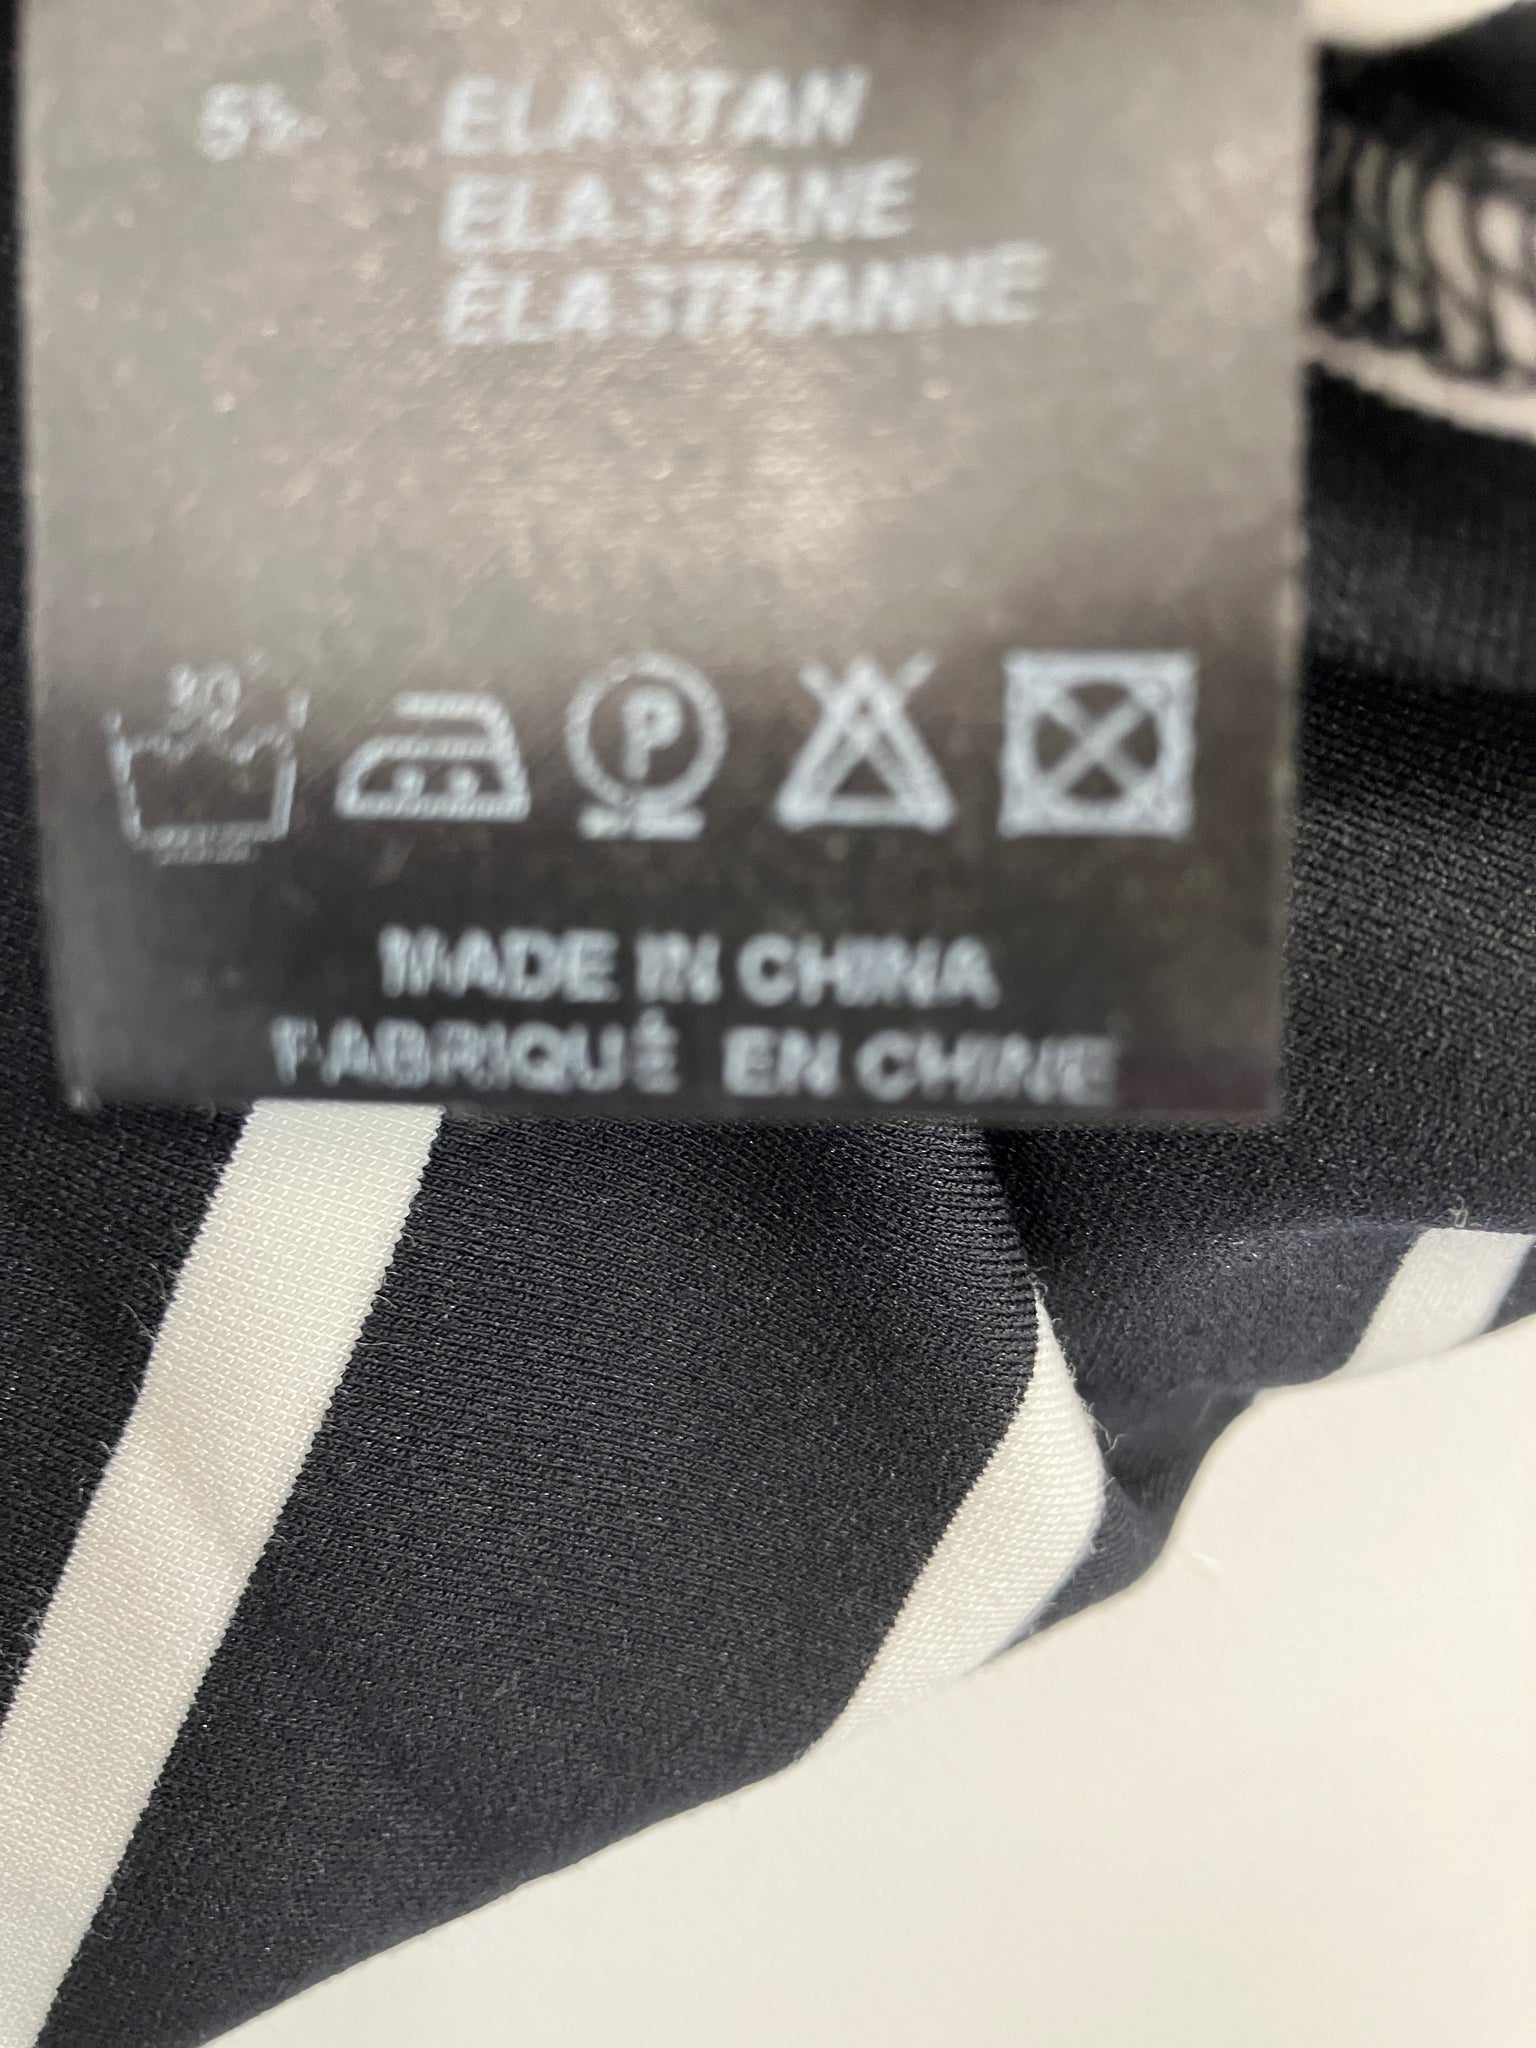 5% ELASTAN
ELASTANE
ÉLASTHANNE
30
P
MADE IN CHINA
FABRIQUÉ EN CHINE